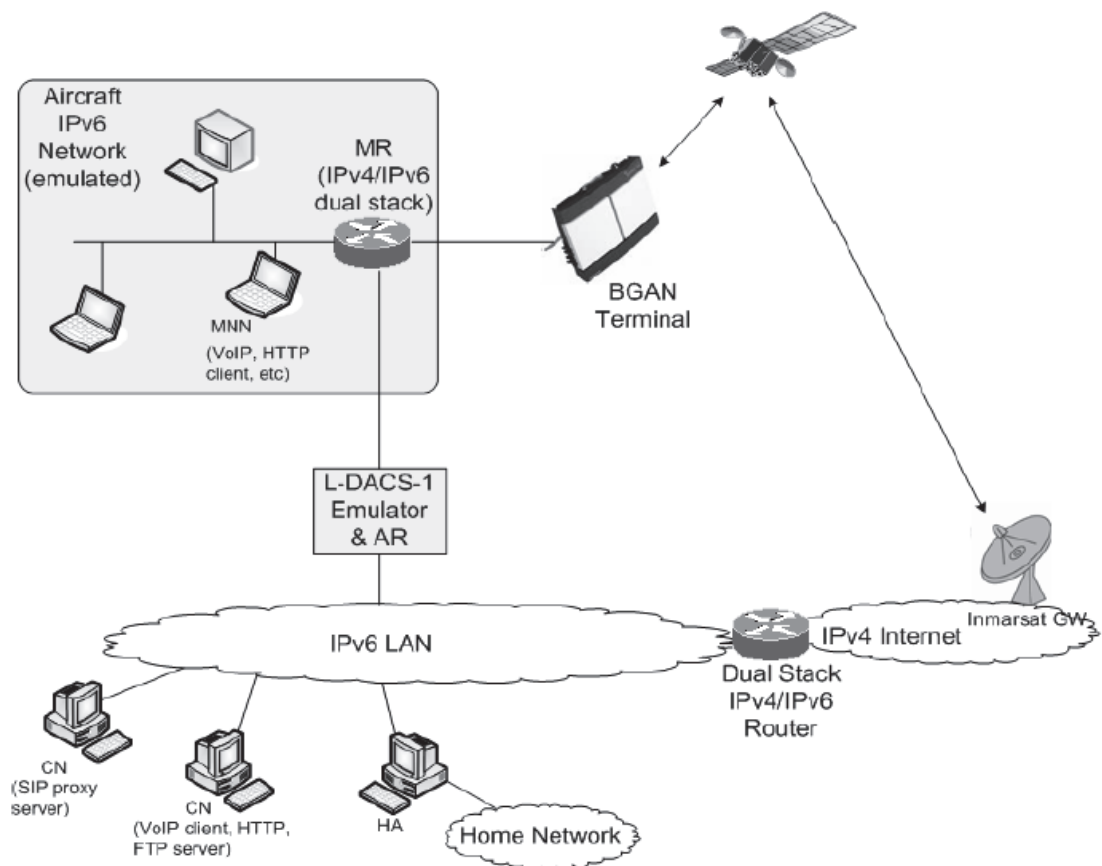 Aircraft
IPv6
Network
(emulated)
MR
(IPv4/IPv6
dual stack)
MNN
(VoIP, HTTP
client, etc)
BGAN
Terminal
L-DACS-1
Emulator
& AR
IPv6 LAN
Dual Stack
IPv4/IPv6
Router
IPv4 Internet
Inmarsat GW
CN
(SIP proxy
server)
CN
(VoIP client, HTTP,
FTP server)
HA
Home Network